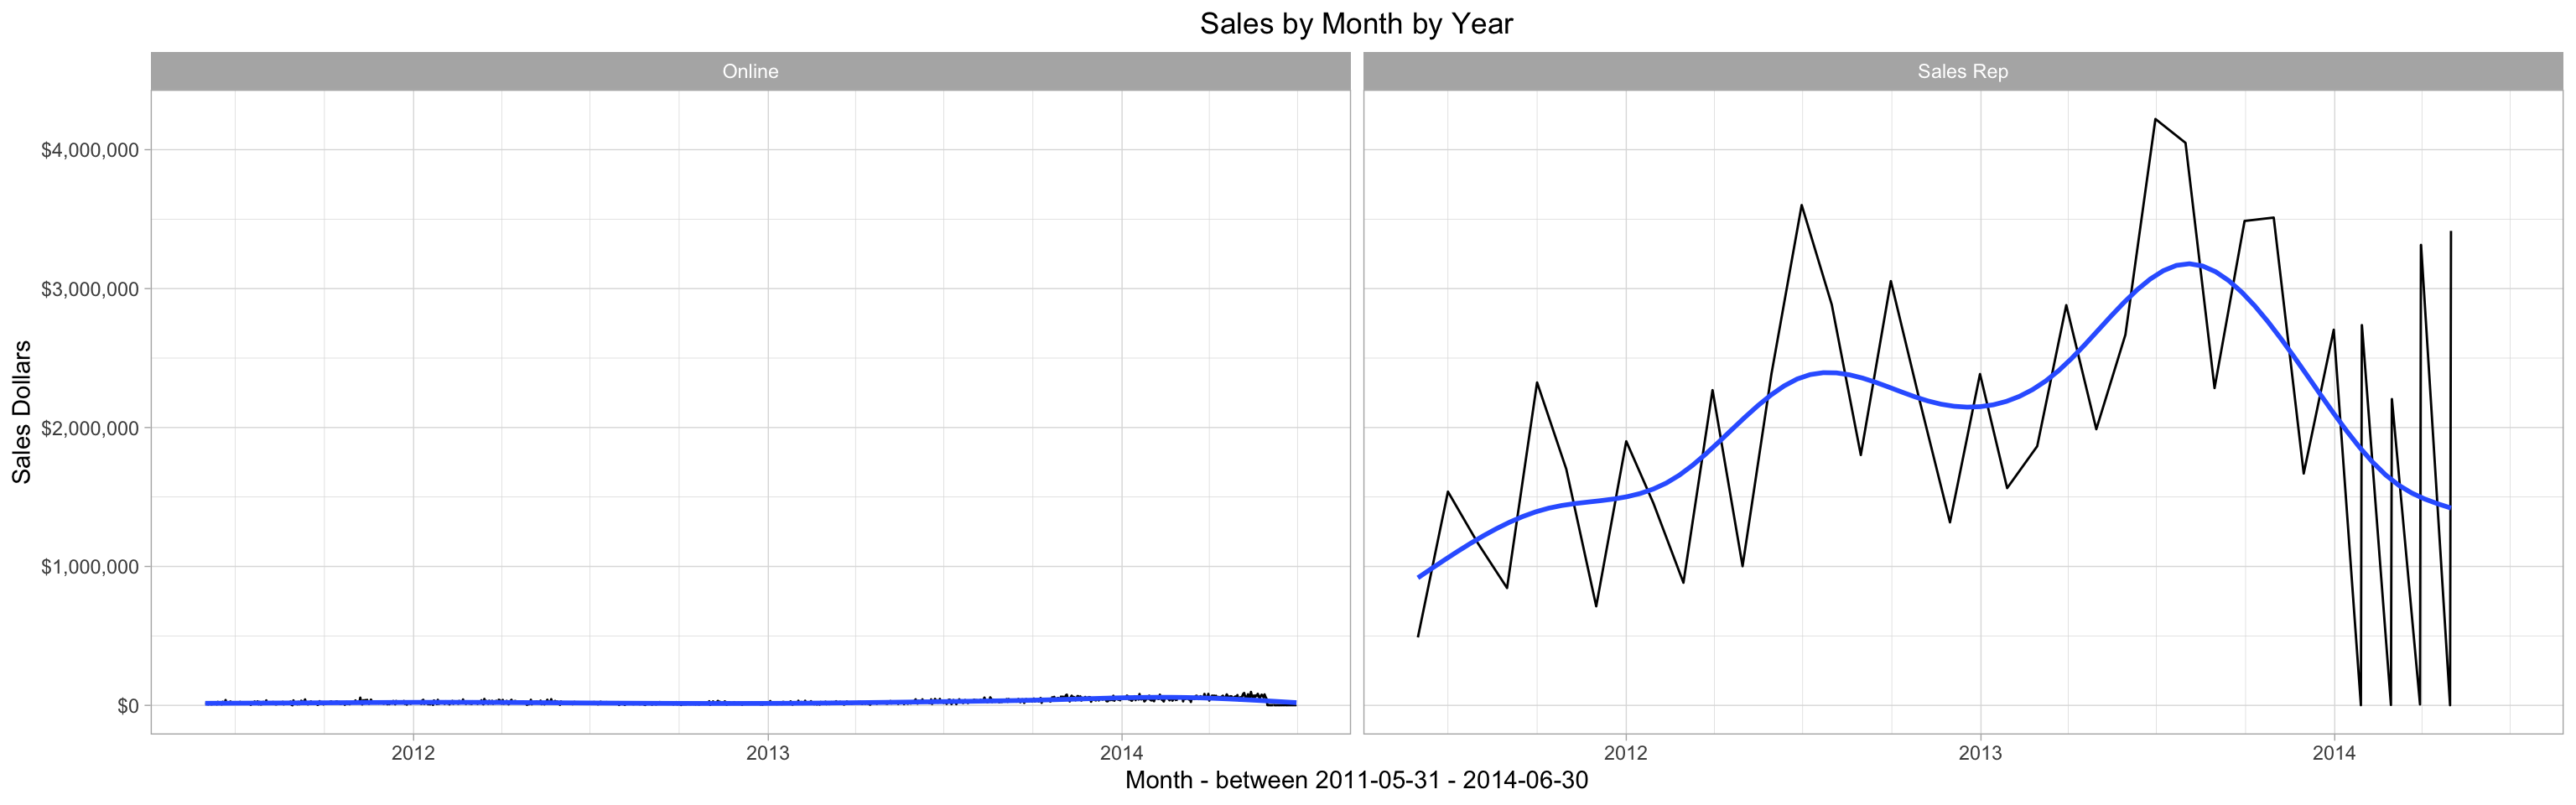 Sales by Month by Year
Online
Sales Rep
Sales Dollars
$4,000,000
$3,000,000
$2,000,000
$1,000,000
$0
2012
2013
2014
2012
2013
2014
Month - between 2011-05-31 - 2014-06-30